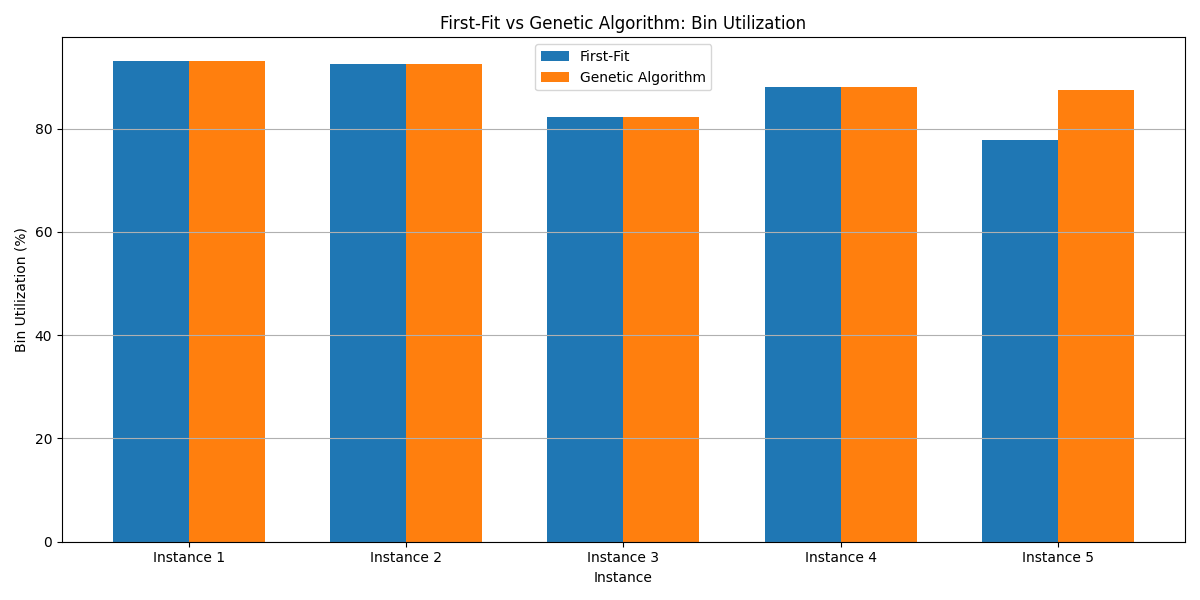 First-Fit vs Genetic Algorithm: Bin Utilization
First-Fit
Genetic Algorithm
Bin Utilization (%)
80
60
40
20
0
Instance 1
Instance 2
Instance 3
Instance 4
Instance 5
Instance